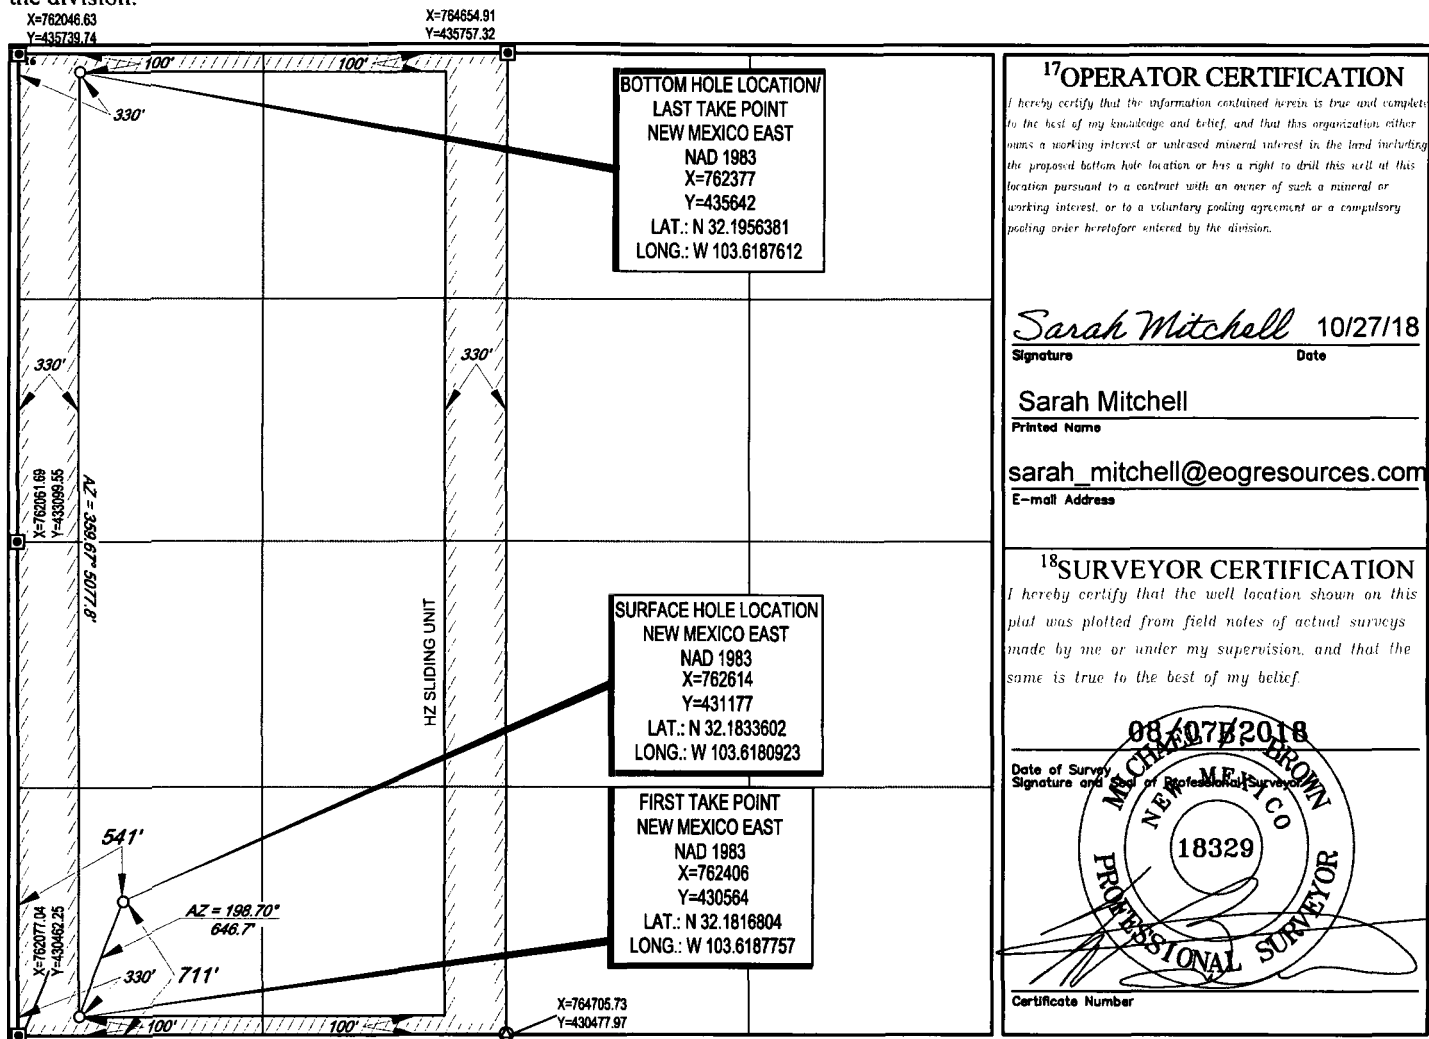 the division.
X=762046.63
Y=435739.74
X=764654.91
Y=435757.32
16
100'
100'
330'
BOTTOM HOLE LOCATION/
LAST TAKE POINT
NEW MEXICO EAST
NAD 1983
X=762377
Y=435642
LAT.: N 32.1956381
LONG.: W 103.6187612
330'
330'
X=762061.69
Y=433099.55
AZ = 359.67° 5077.8'
HZ SLIDING UNIT
SURFACE HOLE LOCATION
NEW MEXICO EAST
NAD 1983
X=762614
Y=431177
LAT.: N 32.1833602
LONG.: W 103.6180923
FIRST TAKE POINT
NEW MEXICO EAST
NAD 1983
X=762406
Y=430564
LAT.: N 32.1816804
LONG.: W 103.6187757
541'
AZ = 198.70°
646.7'
X=762077.04
Y=430462.25
330'
711'
100'
100'
X=764705.73
Y=430477.97
17OPERATOR CERTIFICATION
I hereby certify that the information contained herein is true and complete
to the best of my knowledge and belief, and that this organization either
owns a working interest or unleased mineral interest in the land including
the proposed bottom hole location or has a right to drill this well at this
location pursuant to a contract with an owner of such a mineral or
working interest, or to a voluntary pooling agreement or a compulsory
pooling order heretofore entered by the division.
Sarah Mitchell 10/27/18
Signature Date
Sarah Mitchell
Printed Name
sarah_mitchell@eogresources.com
E-mail Address
18SURVEYOR CERTIFICATION
I hereby certify that the well location shown on this
plat was plotted from field notes of actual surveys
made by me or under my supervision, and that the
same is true to the best of my belief.
08/07/2018
Date of Survey
Signature and Seal of Professional Surveyor
MICHAEL B. BROWN
NEW MEXICO
18329
PROFESSIONAL SURVEYOR
Certificate Number